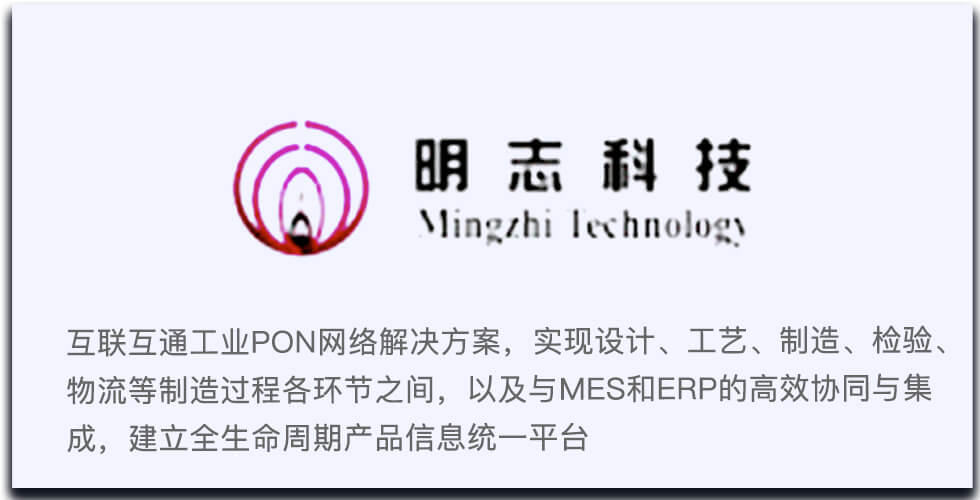 明志科技
Mingzhi Technology
互联互通工业PON网络解决方案，实现设计、工艺、制造、检验、
物流等制造过程各环节之间，以及与MES和ERP的高效协同与集
成，建立全生命周期产品信息统一平台